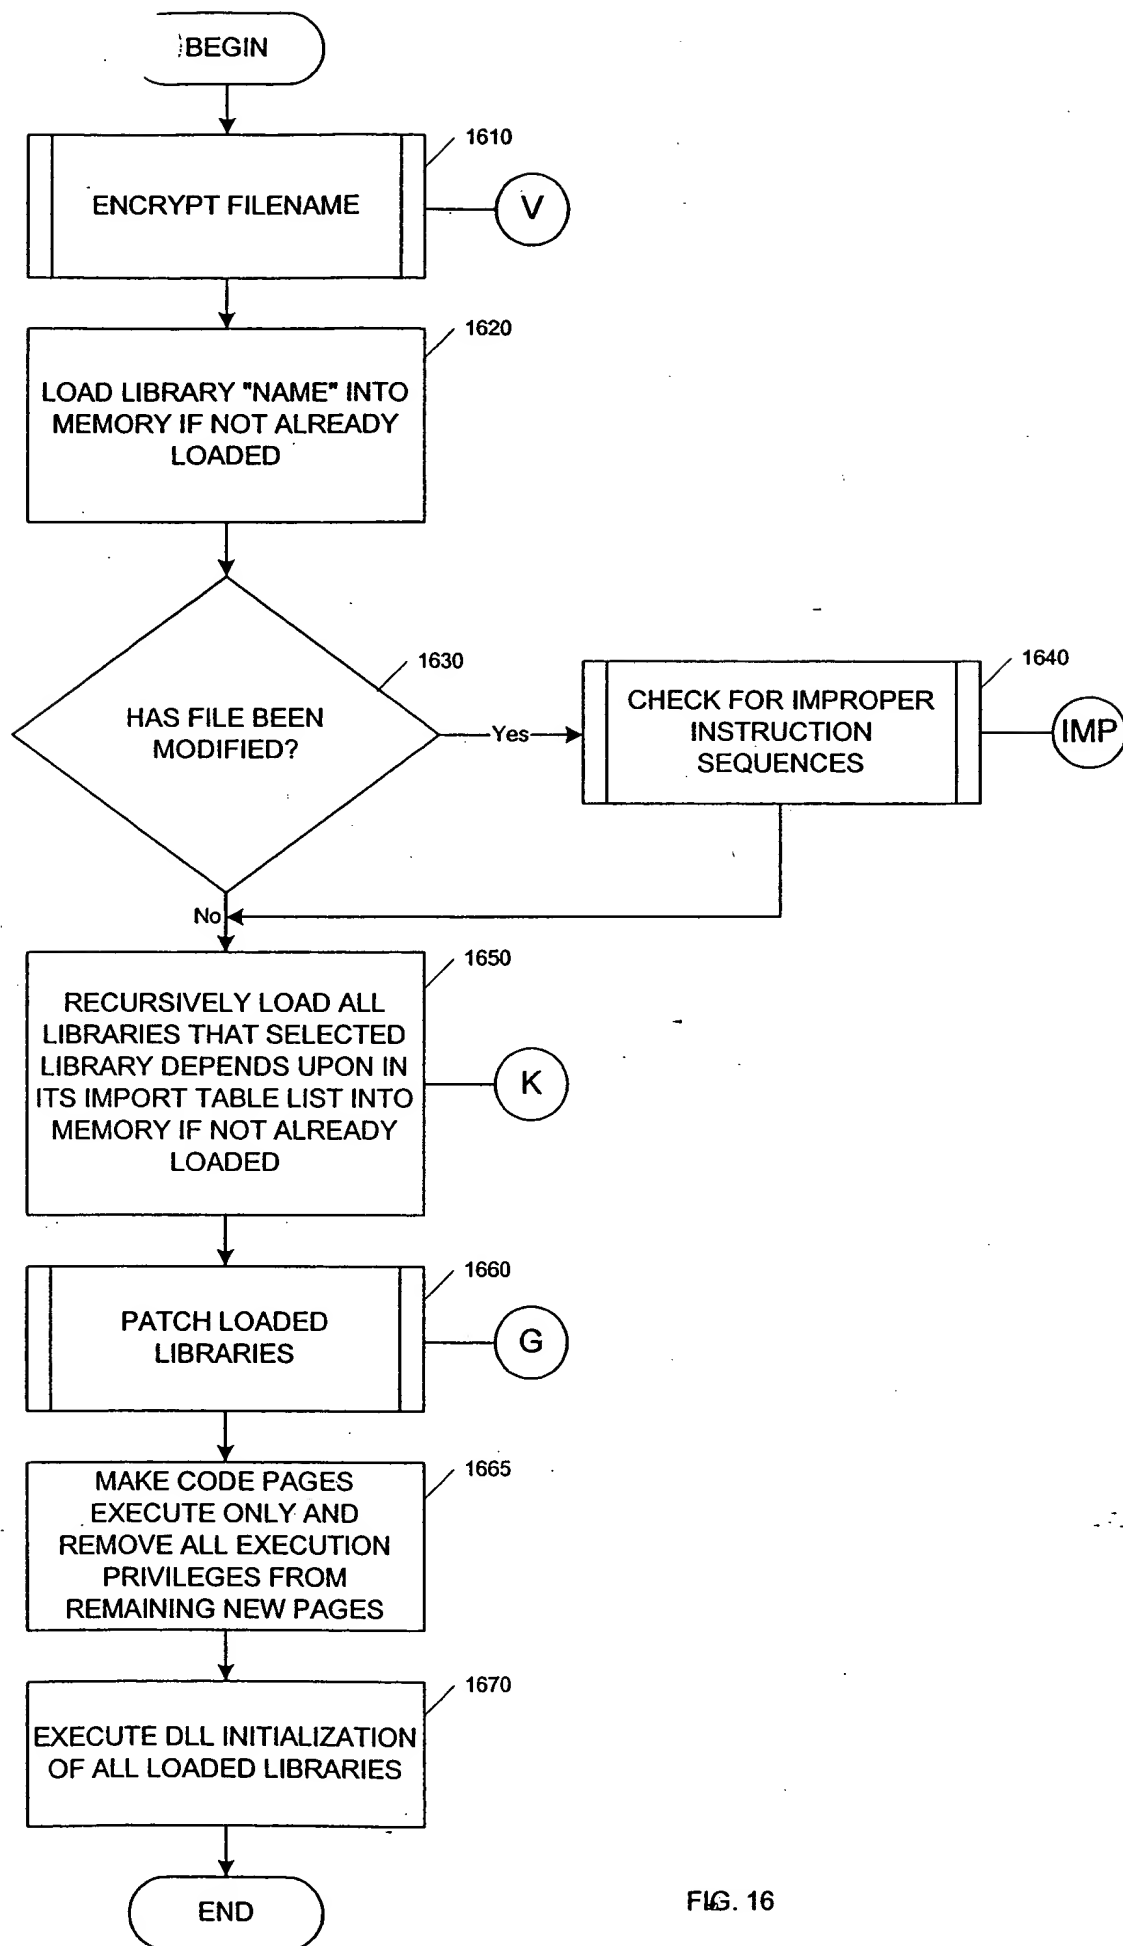 BEGIN
1610
ENCRYPT FILENAME
V
1620
LOAD LIBRARY "NAME" INTO
MEMORY IF NOT ALREADY
LOADED
1630
HAS FILE BEEN
MODIFIED?
Yes
1640
CHECK FOR IMPROPER
INSTRUCTION
SEQUENCES
IMP
No
1650
RECURSIVELY LOAD ALL
LIBRARIES THAT SELECTED
LIBRARY DEPENDS UPON IN
ITS IMPORT TABLE LIST INTO
MEMORY IF NOT ALREADY
LOADED
K
1660
PATCH LOADED
LIBRARIES
G
1665
MAKE CODE PAGES
EXECUTE ONLY AND
REMOVE ALL EXECUTION
PRIVILEGES FROM
REMAINING NEW PAGES
1670
EXECUTE DLL INITIALIZATION
OF ALL LOADED LIBRARIES
END
FIG. 16